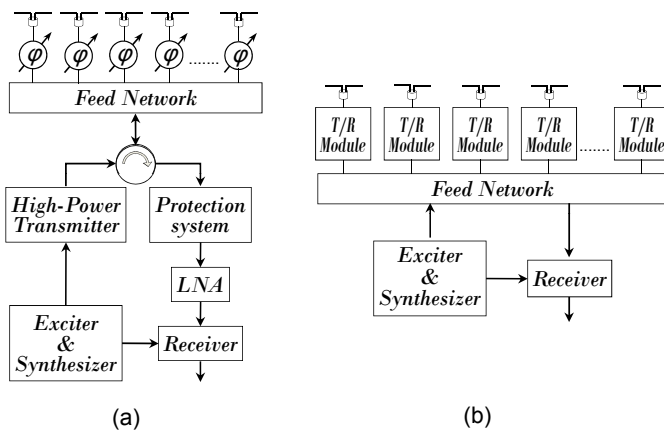 φ φ φ φ ....... φ
Feed Network
High-Power
Transmitter
Protection
system
LNA
Exciter
&
Synthesizer
Receiver
(a)
T/R
Module
T/R
Module
T/R
Module
T/R
Module
.......
T/R
Module
Feed Network
Exciter
&
Synthesizer
Receiver
(b)